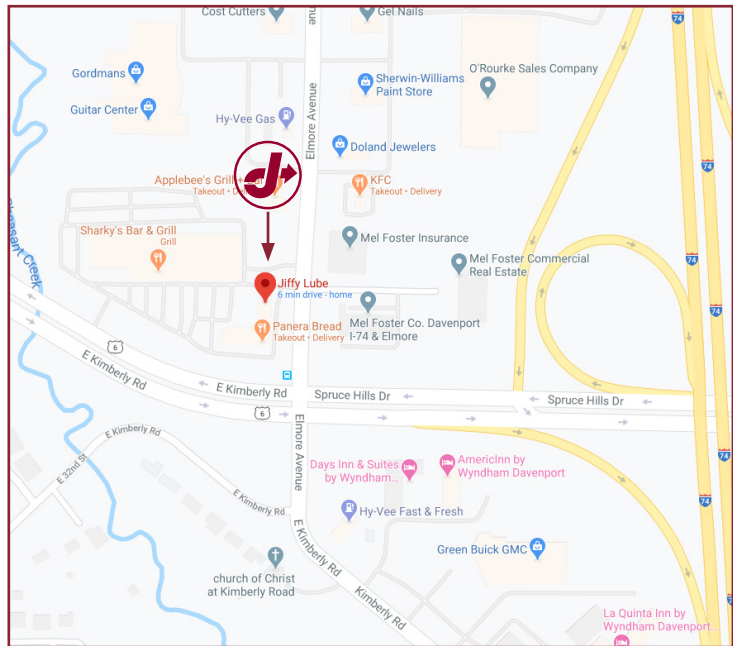 Cost Cutters
Gel Nails
74
Gordmans
Guitar Center
Hy-Vee Gas
Elmore Avenue
Sherwin-Williams
Paint Store
O'Rourke Sales Company
Doland Jewelers
74
Applebee's Grill +
Takeout •
KFC
Takeout • Delivery
Sharky's Bar & Grill
Grill
Mel Foster Insurance
Mel Foster Commercial
Real Estate
74
Pheasant Creek
Jiffy Lube
6 min drive - home
74
Mel Foster Co. Davenport
I-74 & Elmore
Panera Bread
Takeout • Delivery
6
E Kimberly Rd
E Kimberly Rd
Spruce Hills Dr
Spruce Hills Dr
6
E Kimberly Rd
Elmore Avenue
74
E 32nd St
Days Inn & Suites
by Wyndham...
AmericInn by
Wyndham Davenport
74
E Kimberly Rd
Hy-Vee Fast & Fresh
E Kimberly Rd
Green Buick GMC
church of Christ
at Kimberly Road
Kimberly Rd
74
La Quinta Inn by
Wyndham Davenport...